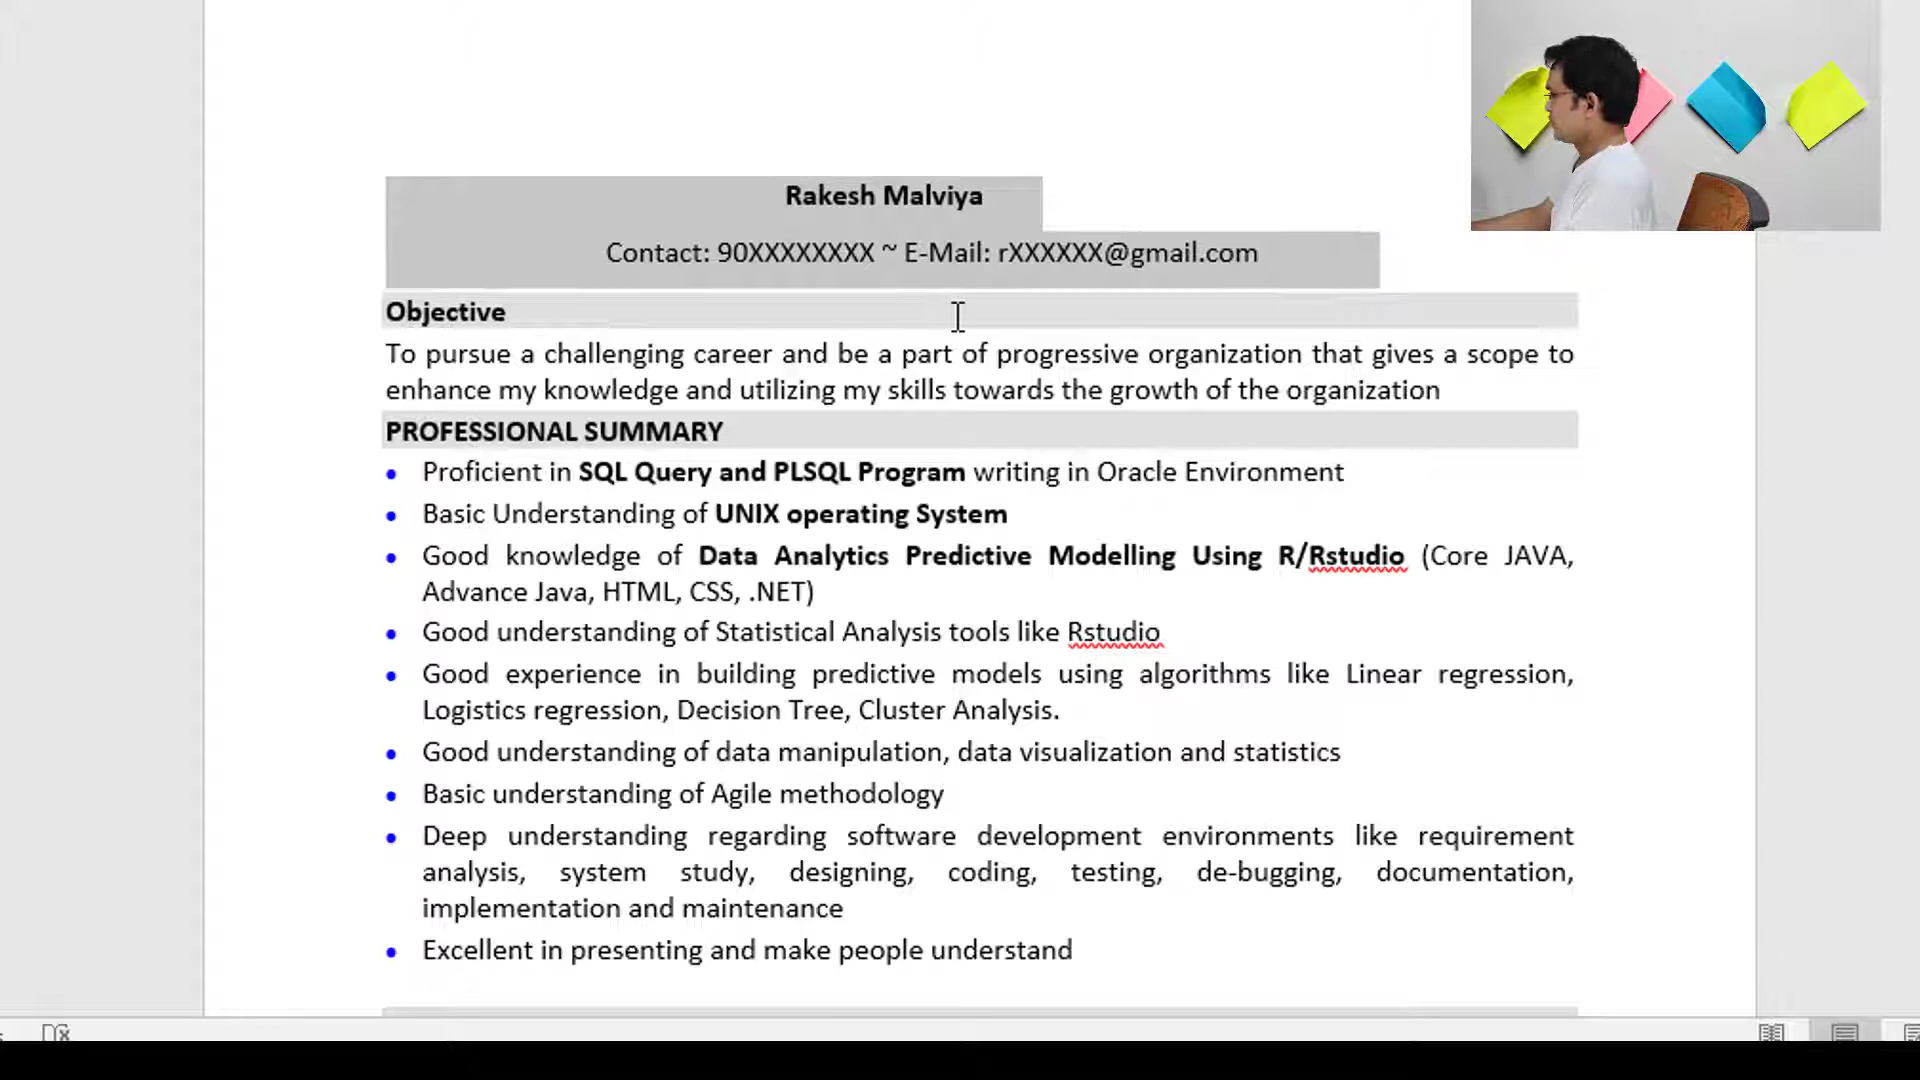 Rakesh Malviya
Contact: 90XXXXXXXX ~ E-Mail: rXXXXXX@gmail.com
Objective
To pursue a challenging career and be a part of progressive organization that gives a scope to
enhance my knowledge and utilizing my skills towards the growth of the organization
PROFESSIONAL SUMMARY
• Proficient in SQL Query and PLSQL Program writing in Oracle Environment
• Basic Understanding of UNIX operating System
• Good knowledge of Data Analytics Predictive Modelling Using R/Rstudio (Core JAVA,
Advance Java, HTML, CSS, .NET)
• Good understanding of Statistical Analysis tools like Rstudio
• Good experience in building predictive models using algorithms like Linear regression,
Logistics regression, Decision Tree, Cluster Analysis.
• Good understanding of data manipulation, data visualization and statistics
• Basic understanding of Agile methodology
• Deep understanding regarding software development environments like requirement
analysis, system study, designing, coding, testing, de-bugging, documentation,
implementation and maintenance
• Excellent in presenting and make people understand